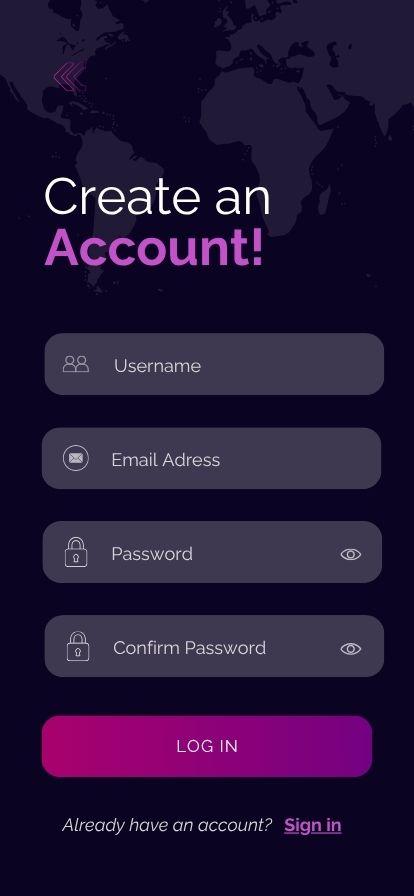 Create an
Account!
Username
Email Adress
Password
Confirm Password
LOG IN
Already have an account? Sign in